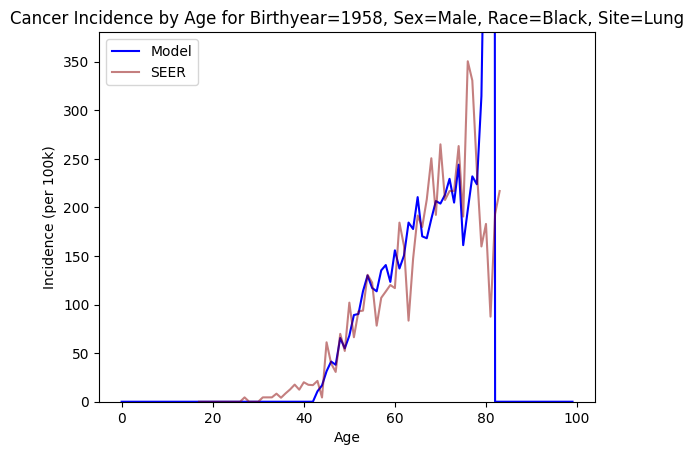 Cancer Incidence by Age for Birthyear=1958, Sex=Male, Race=Black, Site=Lung
Model
SEER
Incidence (per 100k)
350
300
250
200
150
100
50
0
0 20 40 60 80 100
Age